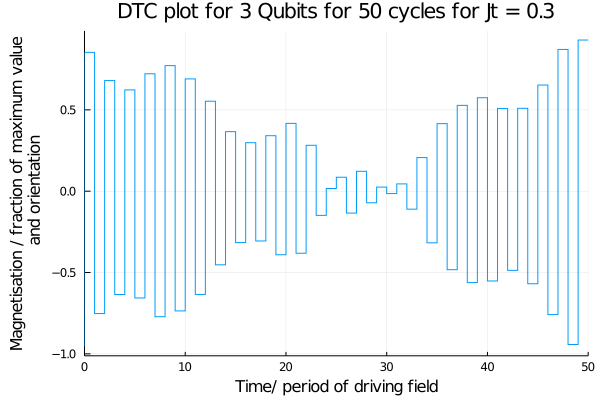 DTC plot for 3 Qubits for 50 cycles for Jt = 0.3
Magnetisation / fraction of maximum value
and orientation
0.5
0.0
−0.5
−1.0
0 10 20 30 40 50
Time/ period of driving field